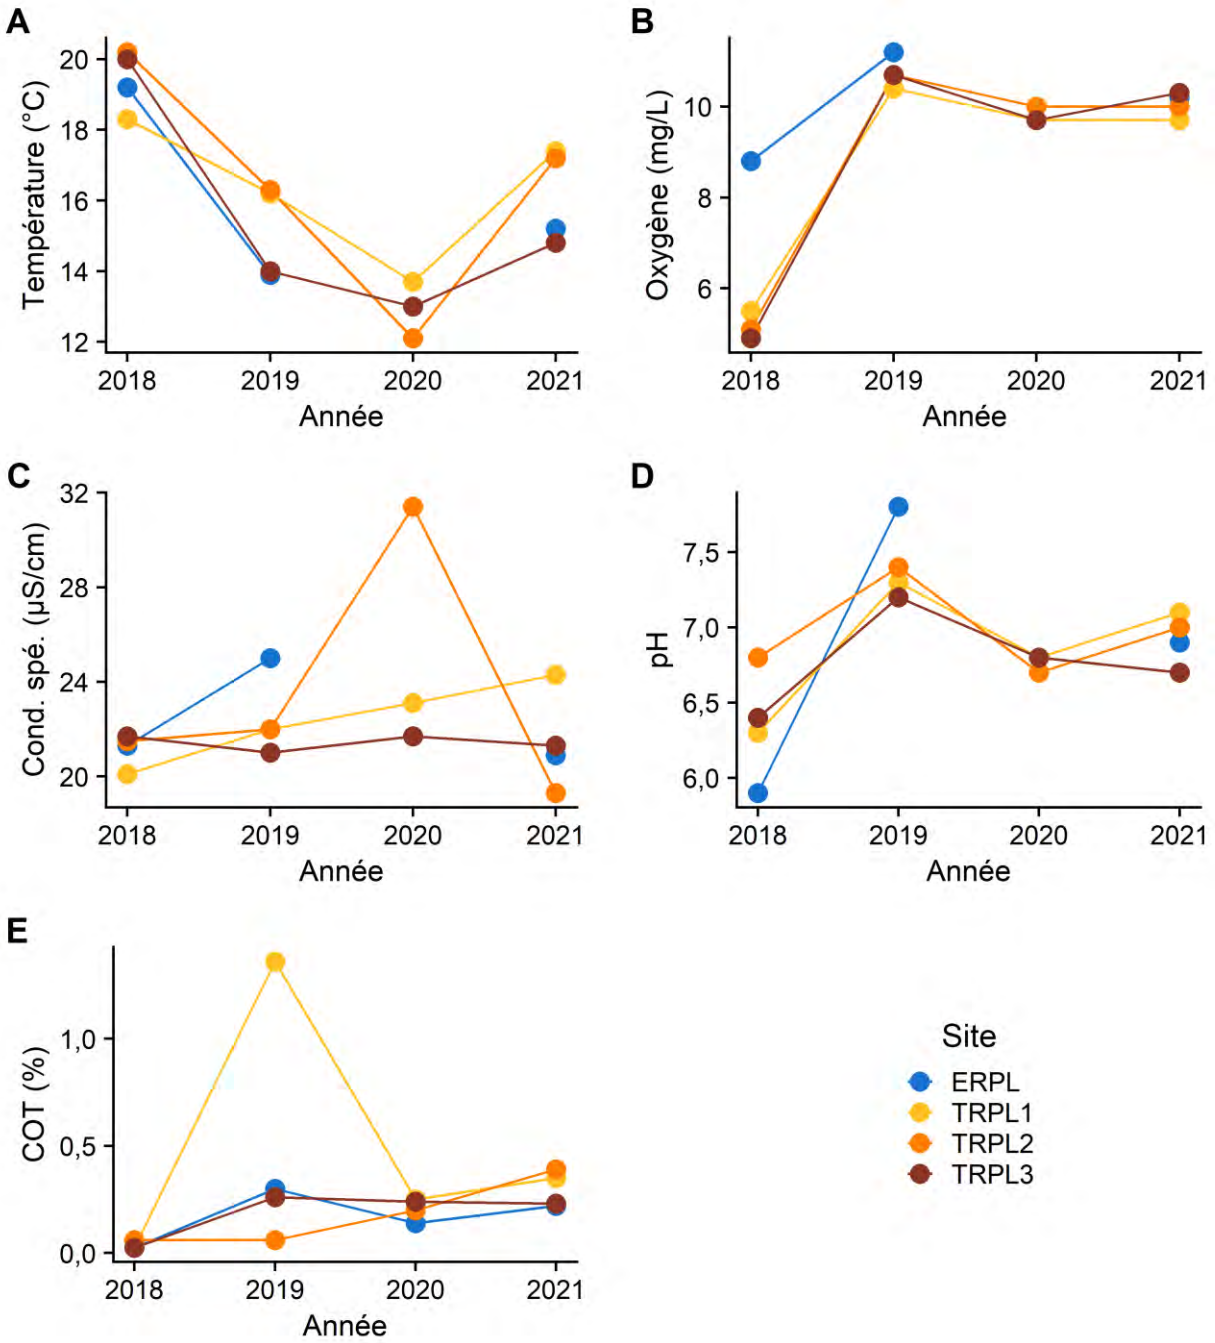 A
Température (°C)
20
18
16
14
12
2018 2019 2020 2021
Année
B
Oxygène (mg/L)
10
8
6
2018 2019 2020 2021
Année
C
Cond. spé. (µS/cm)
32
28
24
20
2018 2019 2020 2021
Année
D
pH
7,5
7,0
6,5
6,0
2018 2019 2020 2021
Année
E
COT (%)
1,0
0,5
0,0
2018 2019 2020 2021
Année
Site
ERPL
TRPL1
TRPL2
TRPL3